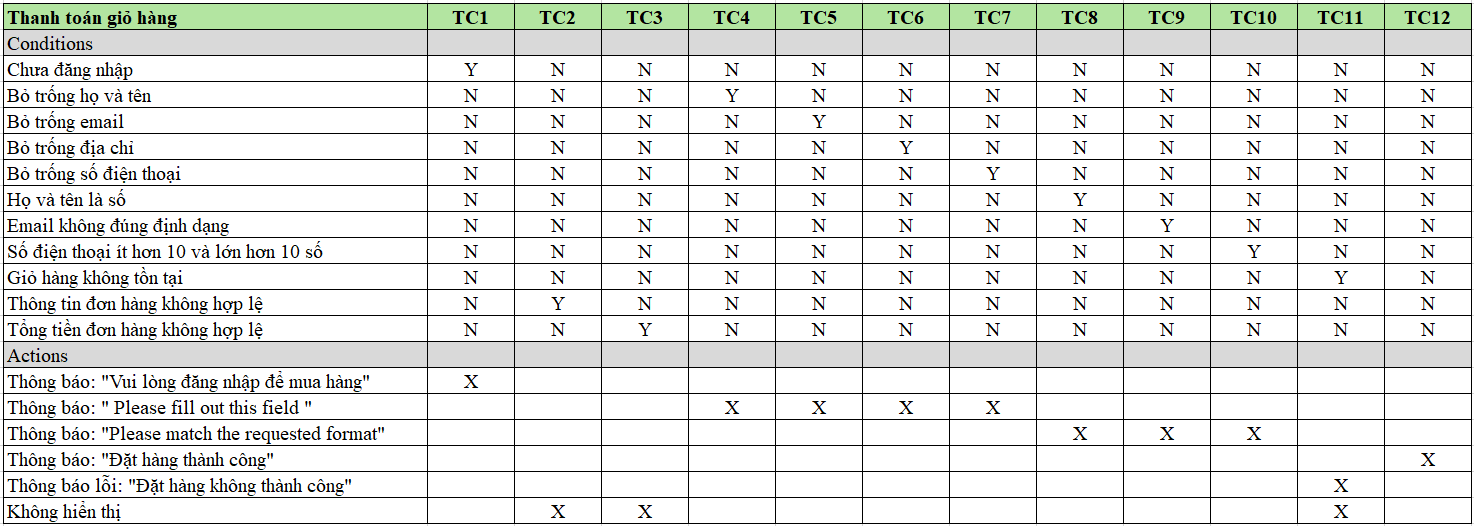 Thanh toán giỏ hàng TC1 TC2 TC3 TC4 TC5 TC6 TC7 TC8 TC9 TC10 TC11 TC12
Conditions
Chưa đăng nhập Y N N N N N N N N N N N
Bỏ trống họ và tên N N N Y N N N N N N N N
Bỏ trống email N N N N Y N N N N N N N
Bỏ trống địa chỉ N N N N N Y N N N N N N
Bỏ trống số điện thoại N N N N N N Y N N N N N
Họ và tên là số N N N N N N N Y N N N N
Email không đúng định dạng N N N N N N N N Y N N N
Số điện thoại ít hơn 10 và lớn hơn 10 số N N N N N N N N N Y N N
Giỏ hàng không tồn tại N N N N N N N N N N Y N
Thông tin đơn hàng không hợp lệ N Y N N N N N N N N N N
Tổng tiền đơn hàng không hợp lệ N N Y N N N N N N N N N
Actions
Thông báo: "Vui lòng đăng nhập để mua hàng" X
Thông báo: " Please fill out this field " X X X X
Thông báo: "Please match the requested format" X X X
Thông báo: "Đặt hàng thành công" X
Thông báo lỗi: "Đặt hàng không thành công" X
Không hiển thị X X X